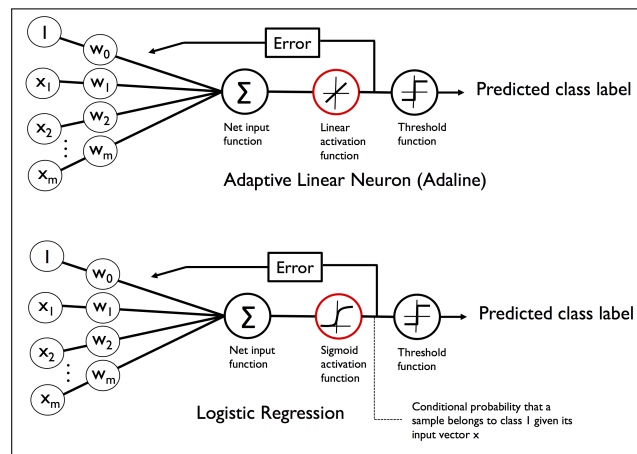 1
w0
Error
x1
w1
Σ
Predicted class label
x2
w2
Net input
function
Linear
activation
function
Threshold
function
⋮
xm
wm
Adaptive Linear Neuron (Adaline)
1
w0
Error
x1
w1
Σ
Predicted class label
x2
w2
Net input
function
Sigmoid
activation
function
Threshold
function
⋮
xm
wm
Logistic Regression
Conditional probability that a
sample belongs to class 1 given its
input vector x